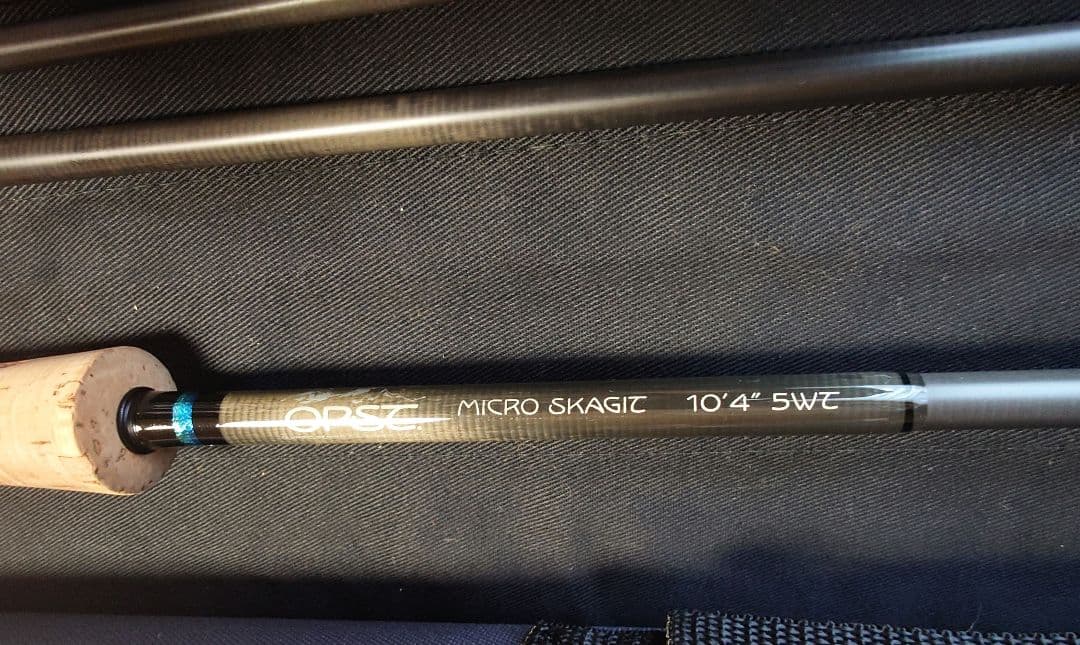 OPST. MICRO SKAGIT 10'4" 5WT